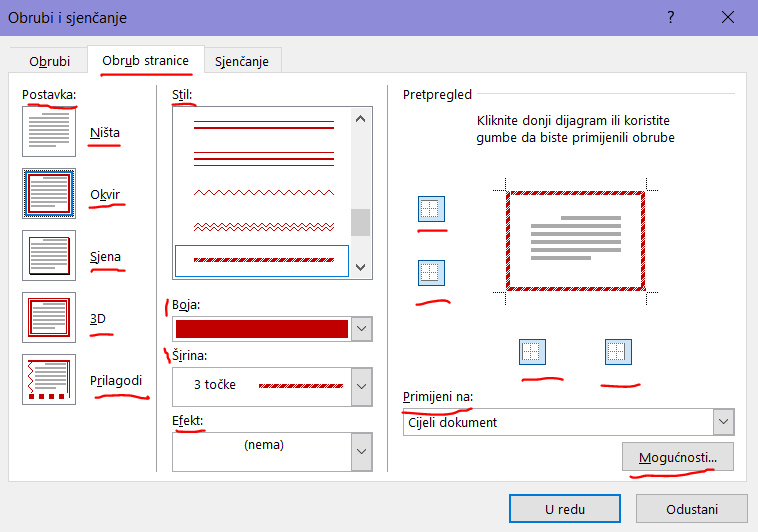 Obrubi i sjenčanje
Obrubi
Obrub stranice
Sjenčanje
Postavka:
Ništa
Okvir
Sjena
3D
Prilagodi
Stil:
Boja:
Širina:
3 točke
Efekt:
(nema)
Pretpregled
Kliknite donji dijagram ili koristite
gumbe da biste primijenili obrube
Primijeni na:
Cijeli dokument
Mogućnosti...
U redu
Odustani